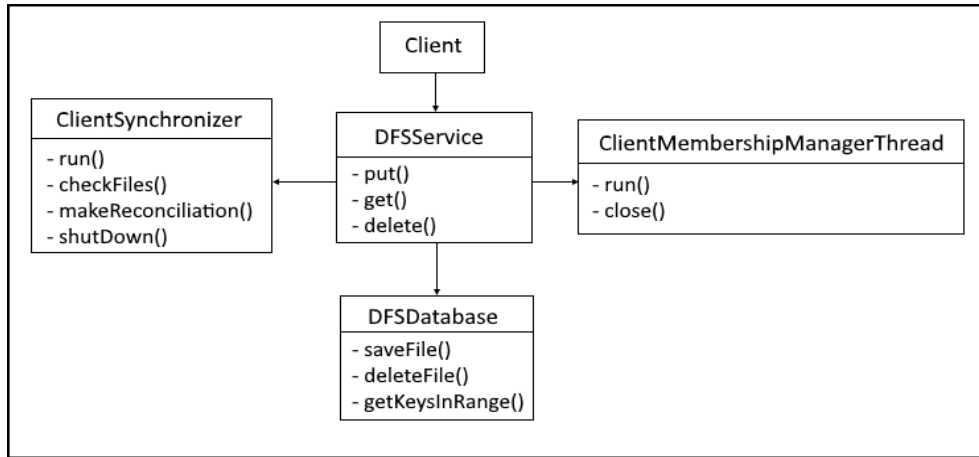 Client
ClientSynchronizer
- run()
- checkFiles()
- makeReconciliation()
- shutDown()
DFSService
- put()
- get()
- delete()
ClientMembershipManagerThread
- run()
- close()
DFSDatabase
- saveFile()
- deleteFile()
- getKeysInRange()